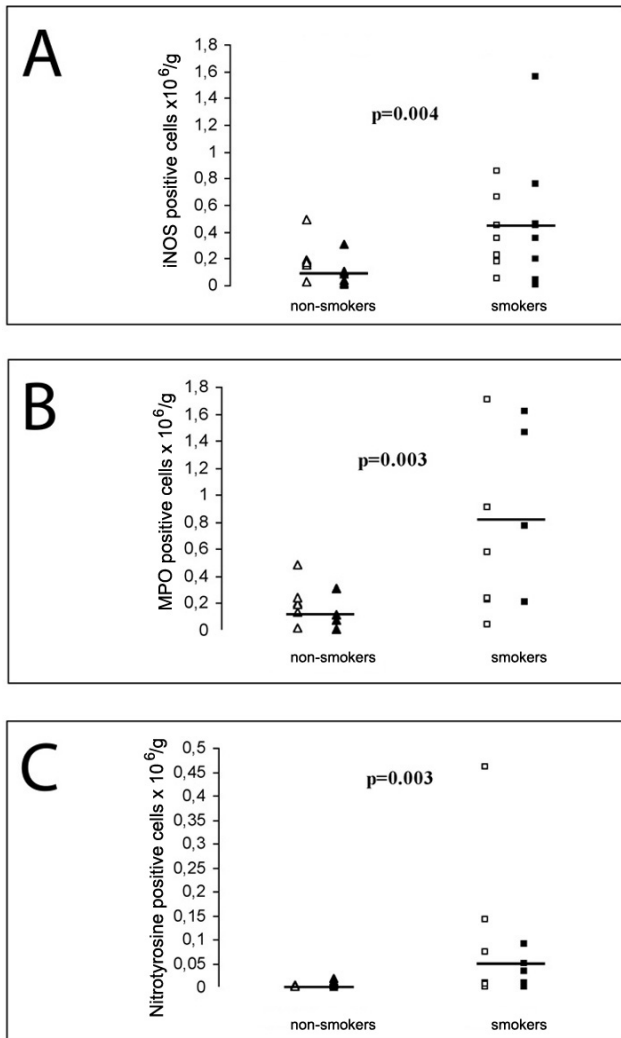 A
iNOS positive cells x10⁶/g
1,8
1,6
1,4
1,2
1
0,8
0,6
0,4
0,2
0
p=0.004
non-smokers smokers
B
MPO positive cells x 10⁶/g
1,8
1,6
1,4
1,2
1
0,8
0,6
0,4
0,2
0
p=0.003
non-smokers smokers
C
Nitrotyrosine positive cells x 10⁶/g
0,5
0,45
0,4
0,35
0,3
0,25
0,2
0,15
0,1
0,05
0
p=0.003
non-smokers smokers